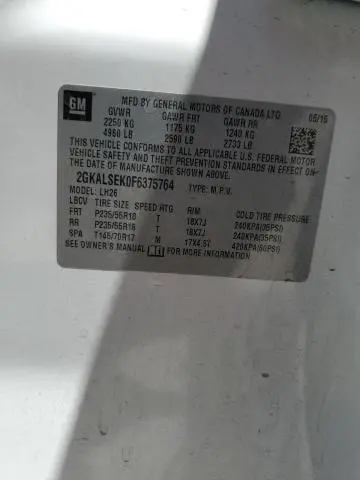 GM
MFD BY GENERAL MOTORS OF CANADA LTD
05/15
GVWR GAWR FRT GAWR RR
2250 KG 1175 KG 1240 KG
4960 LB 2590 LB 2733 LB
THIS VEHICLE CONFORMS TO ALL APPLICABLE U.S. FEDERAL MOTOR
VEHICLE SAFETY, BUMPER, AND THEFT PREVENTION STANDARDS IN EFFECT ON
THE DATE OF MANUFACTURE SHOWN ABOVE.
2GKALSEK0F6375764 TYPE: M.P.V.
MODEL: LH26
LBCV TIRE SIZE SPEED RTG RIM COLD TIRE PRESSURE
FRT P235/55R18 T 18X7J 240KPA(35PSI)
RR P235/55R18 T 18X7J 240KPA(35PSI)
SPA T145/70R17 M 17X4.5T 420KPA(60PSI)
SEE OWNER'S MANUAL FOR MORE INFORMATION.